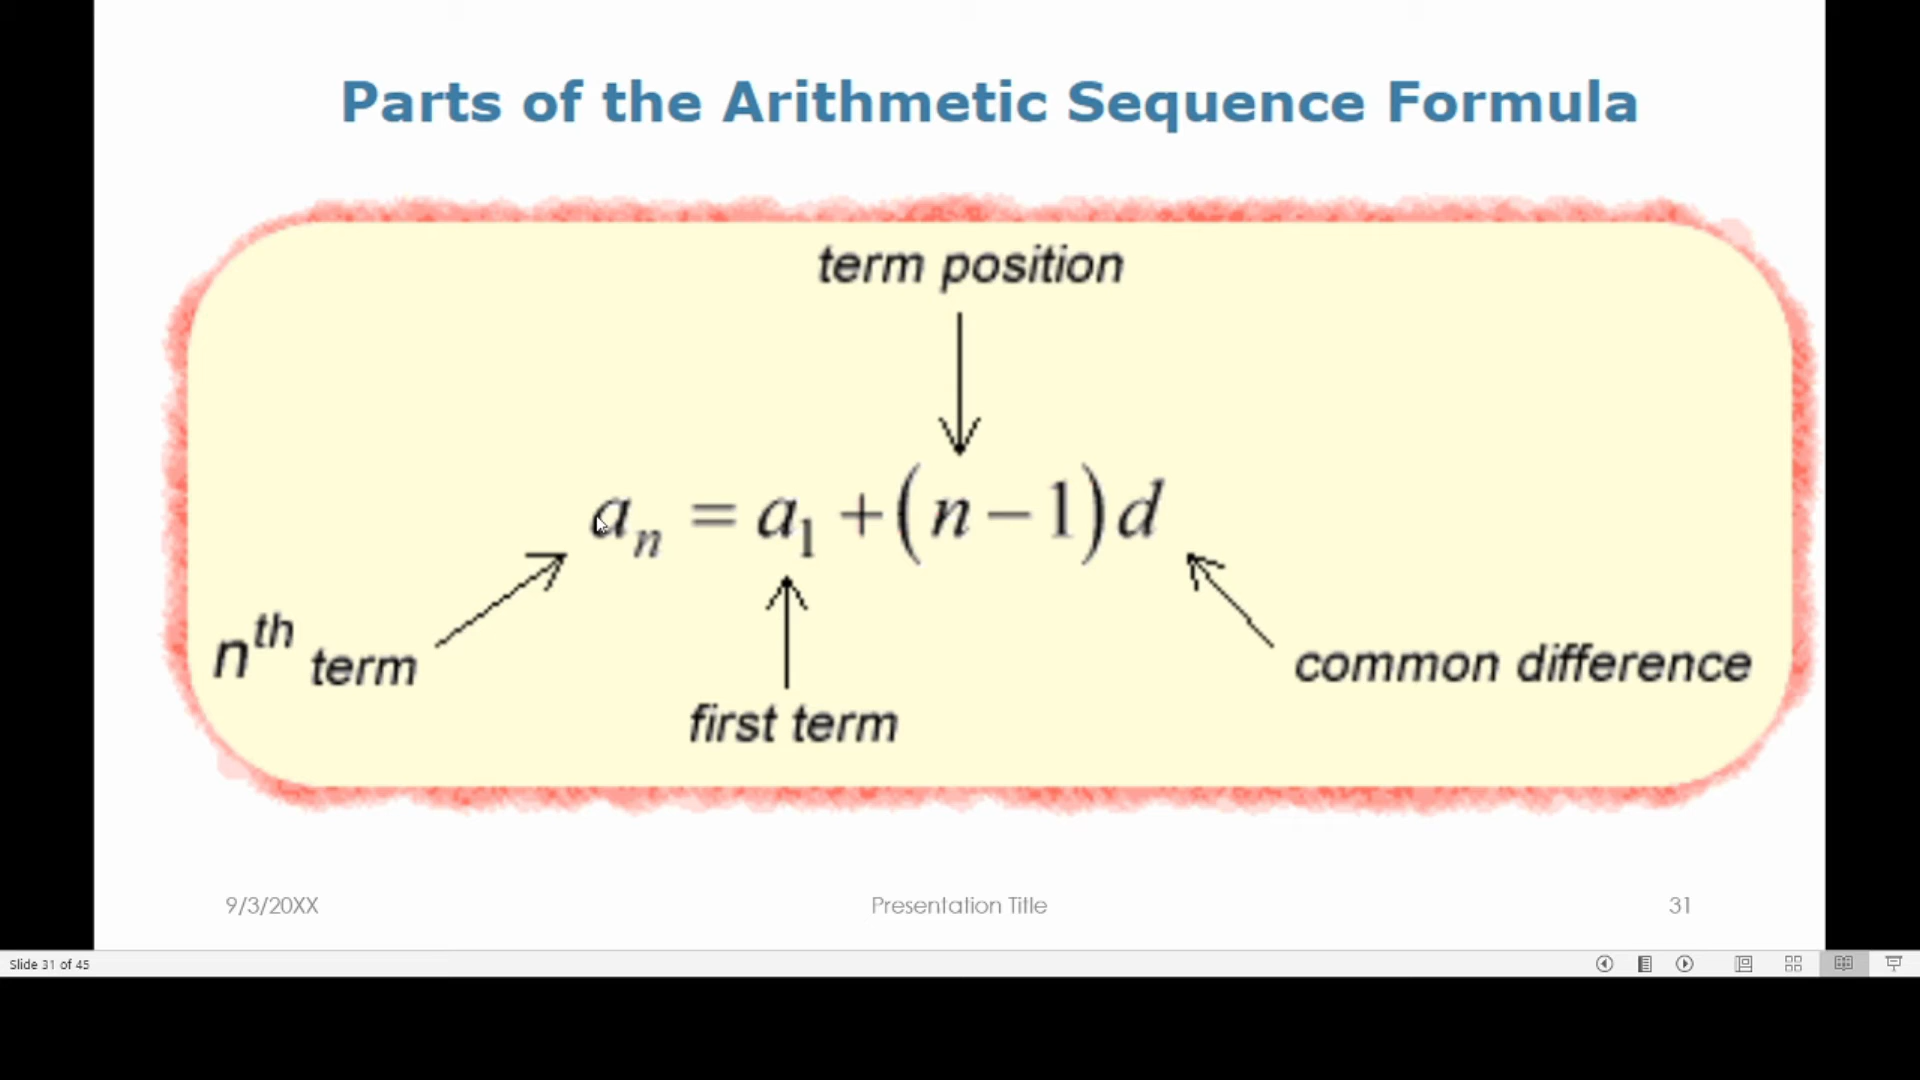 Parts of the Arithmetic Sequence Formula
term position
aₙ = a₁ + (n − 1) d
nᵗʰ term
first term
common difference
9/3/20XX
Presentation Title
31
Slide 31 of 45